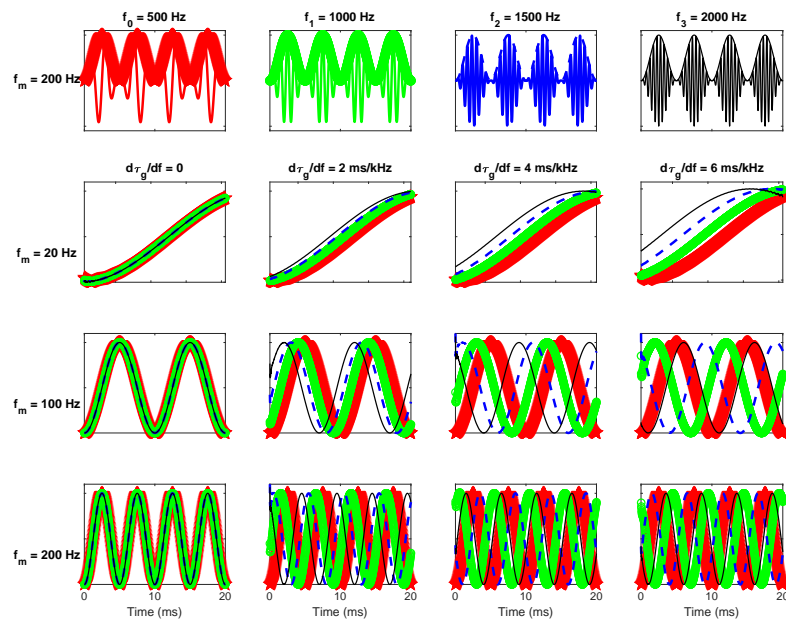 f0 = 500 Hz
f1 = 1000 Hz
f2 = 1500 Hz
f3 = 2000 Hz
fm = 200 Hz
dτg/df = 0
dτg/df = 2 ms/kHz
dτg/df = 4 ms/kHz
dτg/df = 6 ms/kHz
fm = 20 Hz
fm = 100 Hz
fm = 200 Hz
0 10 20
0 10 20
0 10 20
0 10 20
Time (ms)
Time (ms)
Time (ms)
Time (ms)